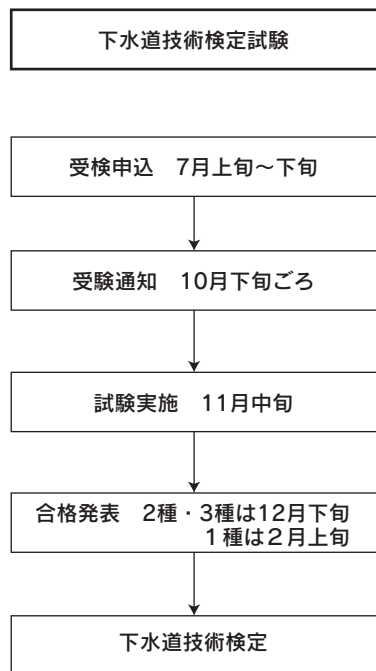 下水道技術検定試験
受検申込　7月上旬～下旬
受験通知　10月下旬ごろ
試験実施　11月中旬
合格発表　2種・3種は12月下旬
１種は２月上旬
下水道技術検定